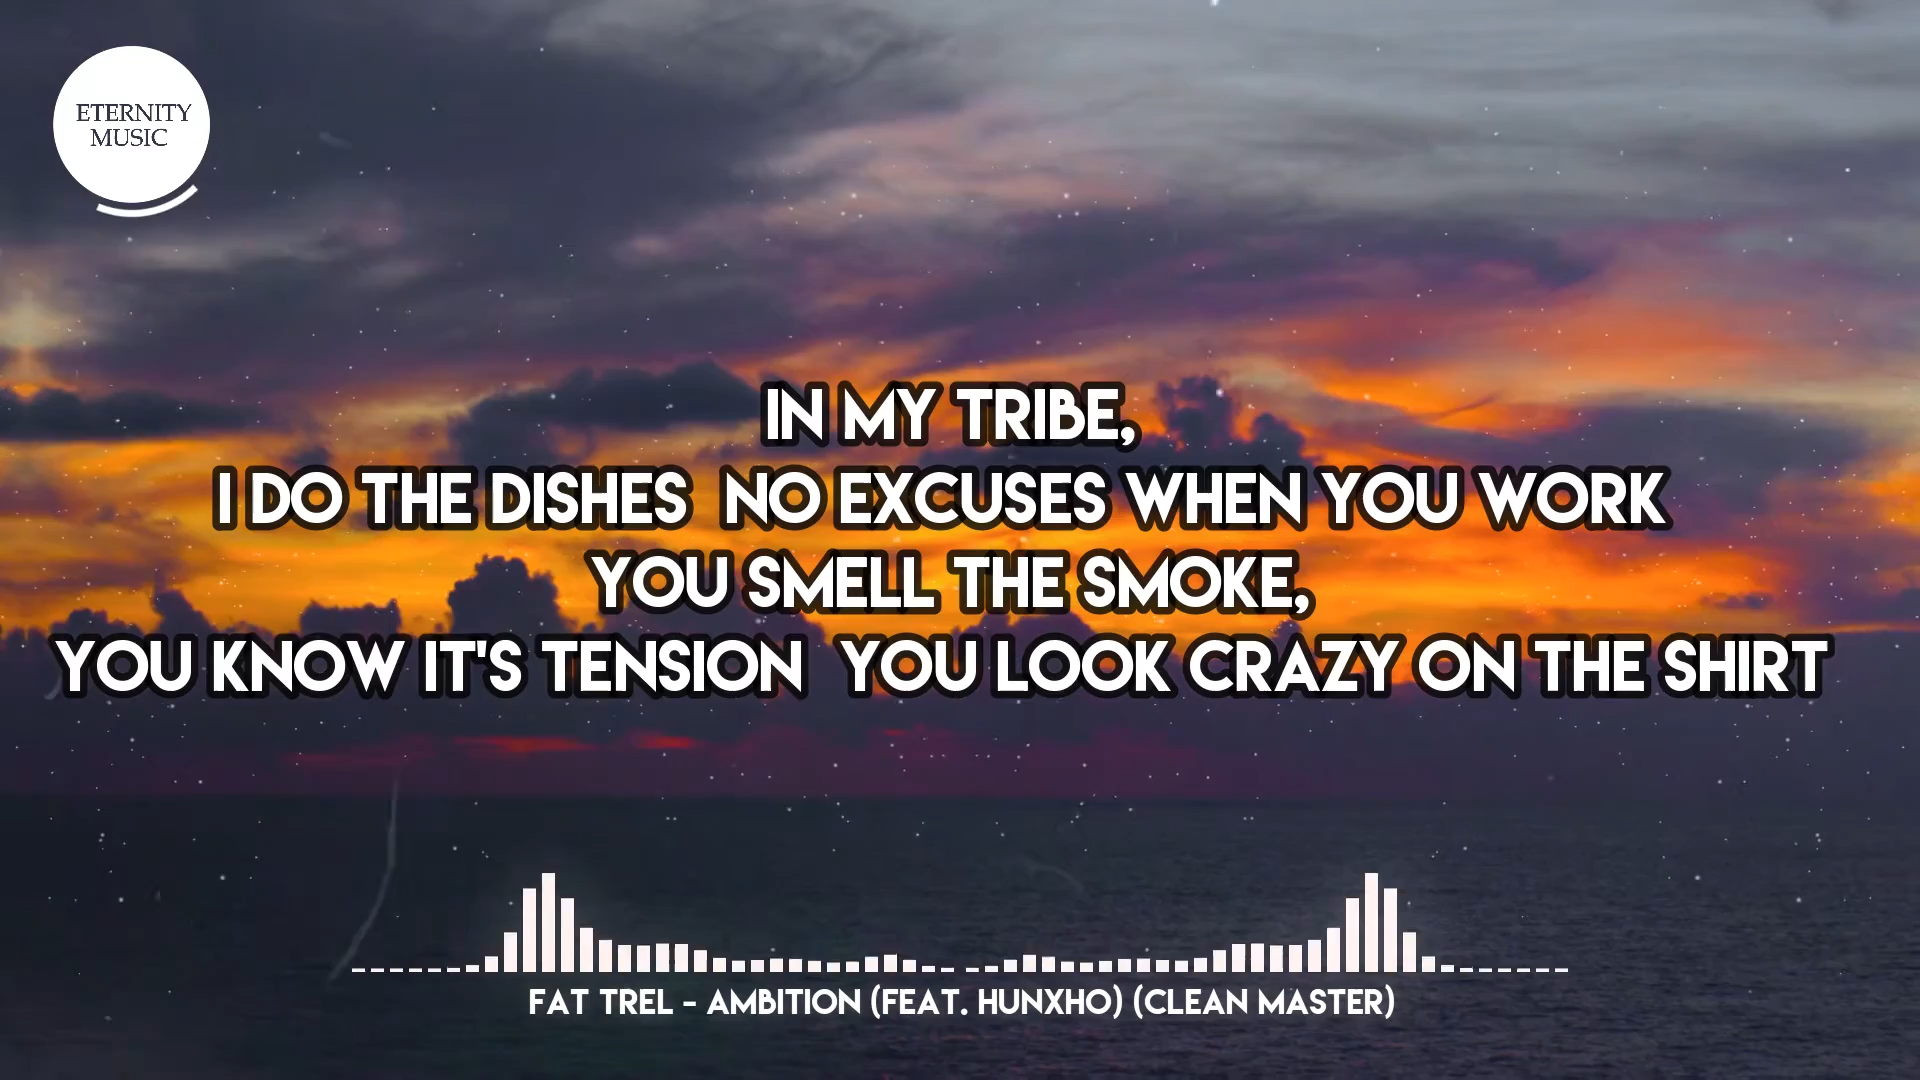 ETERNITY
MUSIC
IN MY TRIBE,
I DO THE DISHES  NO EXCUSES WHEN YOU WORK
YOU SMELL THE SMOKE,
YOU KNOW IT'S TENSION  YOU LOOK CRAZY ON THE SHIRT
FAT TREL - AMBITION (FEAT. HUNXHO) (CLEAN MASTER)